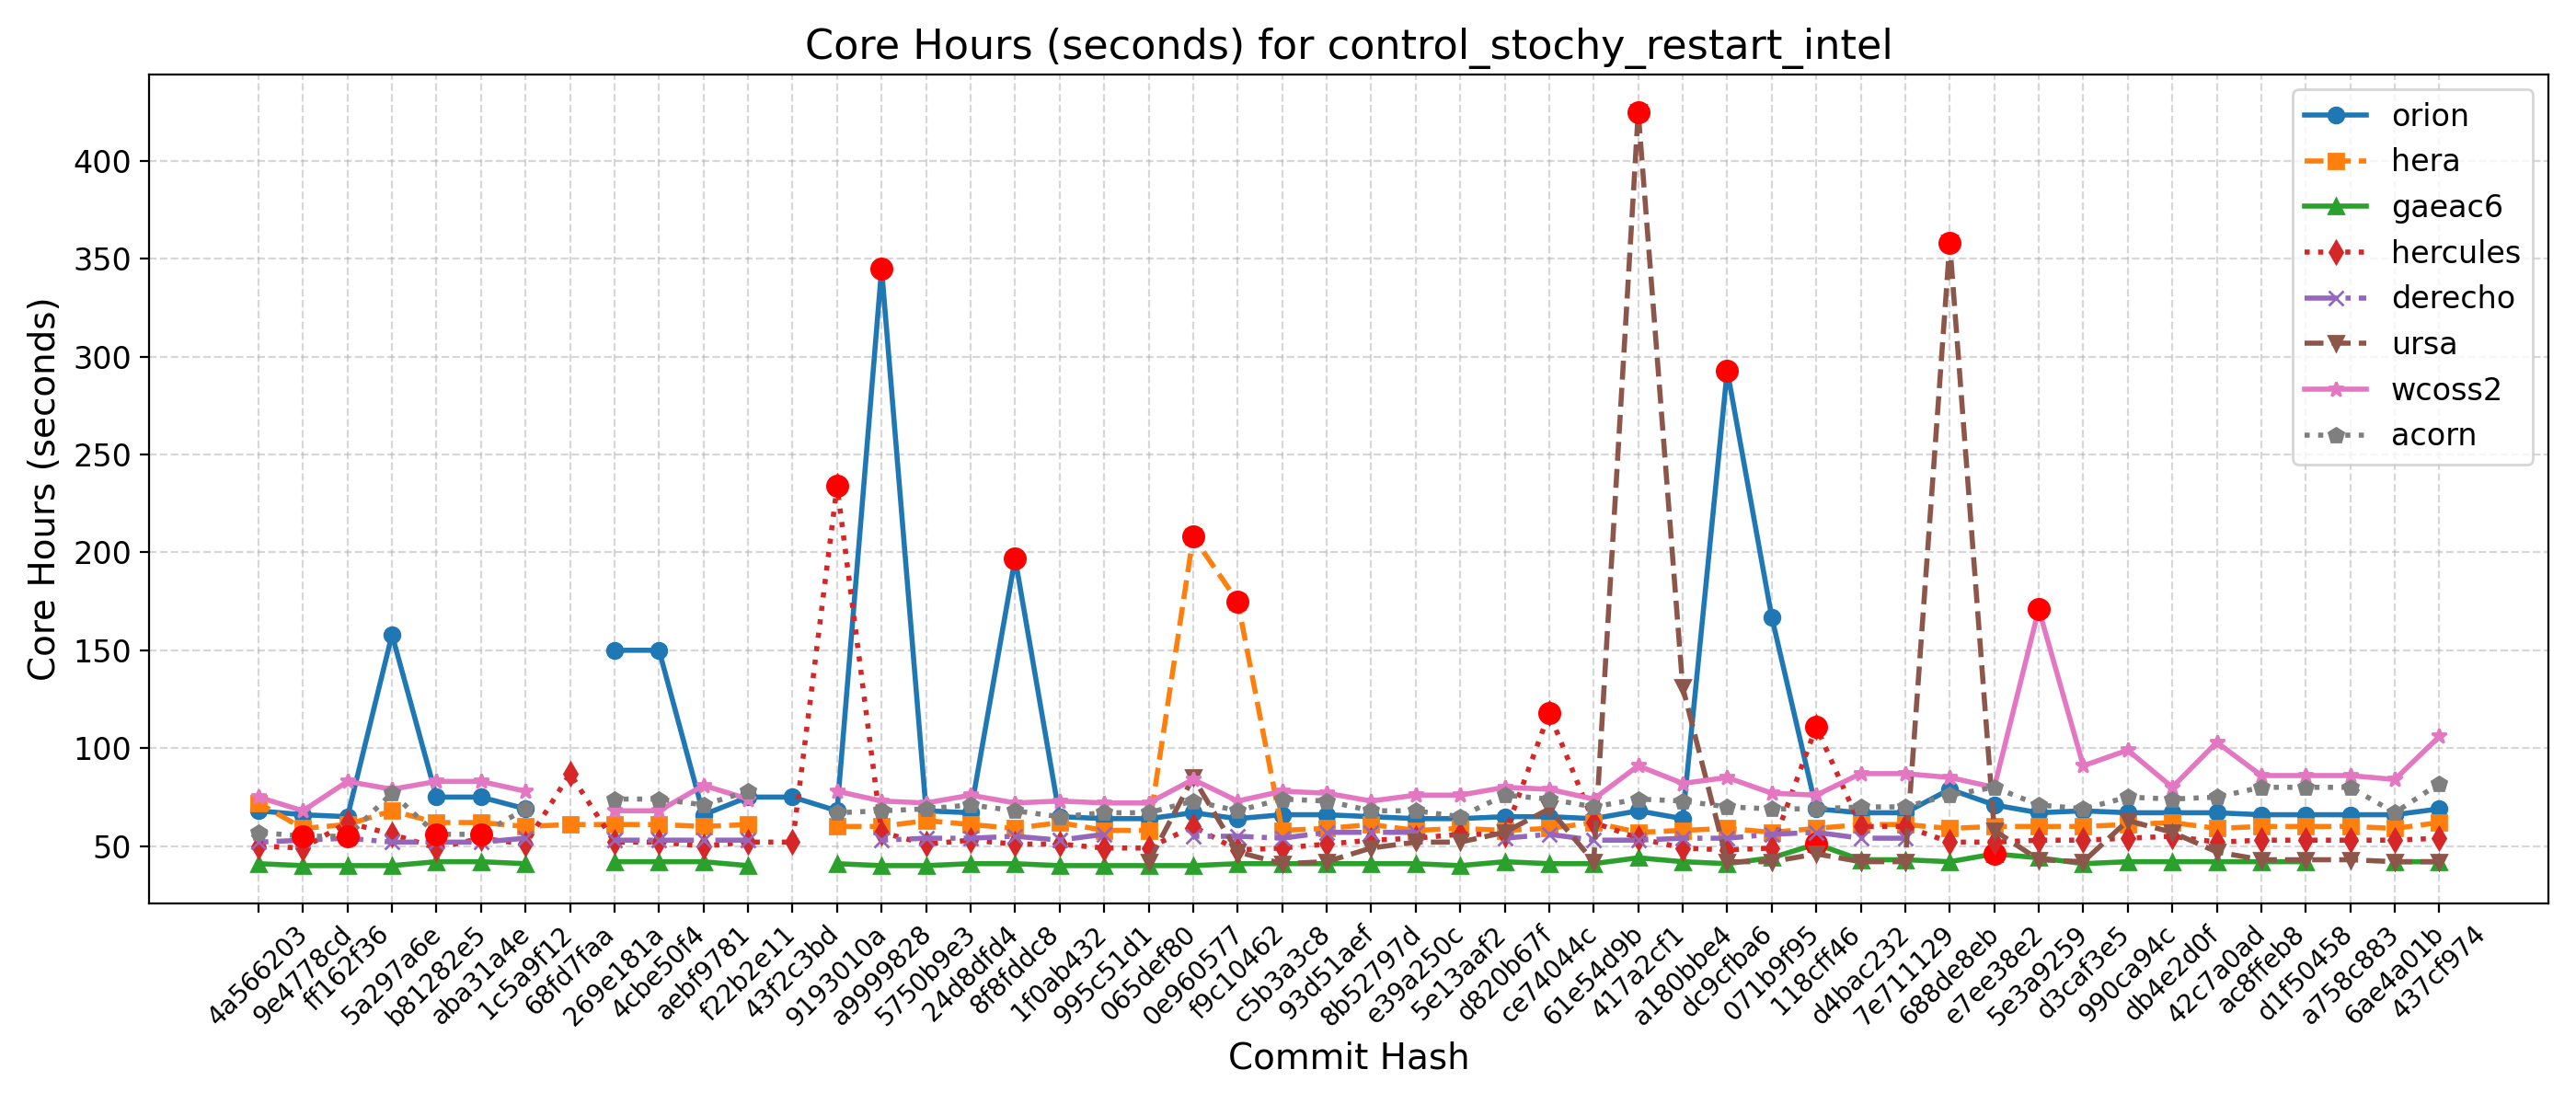 Core Hours (seconds) for control_stochy_restart_intel
Core Hours (seconds)
400
350
300
250
200
150
100
50
orion
hera
gaeac6
hercules
derecho
ursa
wcoss2
acorn
4a566203
9e4778cd
ff162f36
5a297a6e
b81282e5
aba31a4e
1c5a9f12
68fd7faa
269e181a
4cbe50f4
aebf9781
f22b2e11
43f2c3bd
9193010a
a9999828
5750b9e3
24d8dfd4
8f8fddc8
1f0ab432
995c51d1
065def80
0e960577
f9c10462
c5b3a3c8
93d51aef
8b52797d
e39a250c
5e13aaf2
d820b67f
ce74044c
61e54d9b
417a2cf1
a180bbe4
dc9cfba6
071b9f95
118cff46
d4bac232
7e711129
688de8eb
e7ee38e2
5e3a9259
d3caf3e5
990ca94c
db4e2d0f
42c7a0ad
ac8ffeb8
d1f50458
a758c883
6ae4a01b
437cf974
Commit Hash